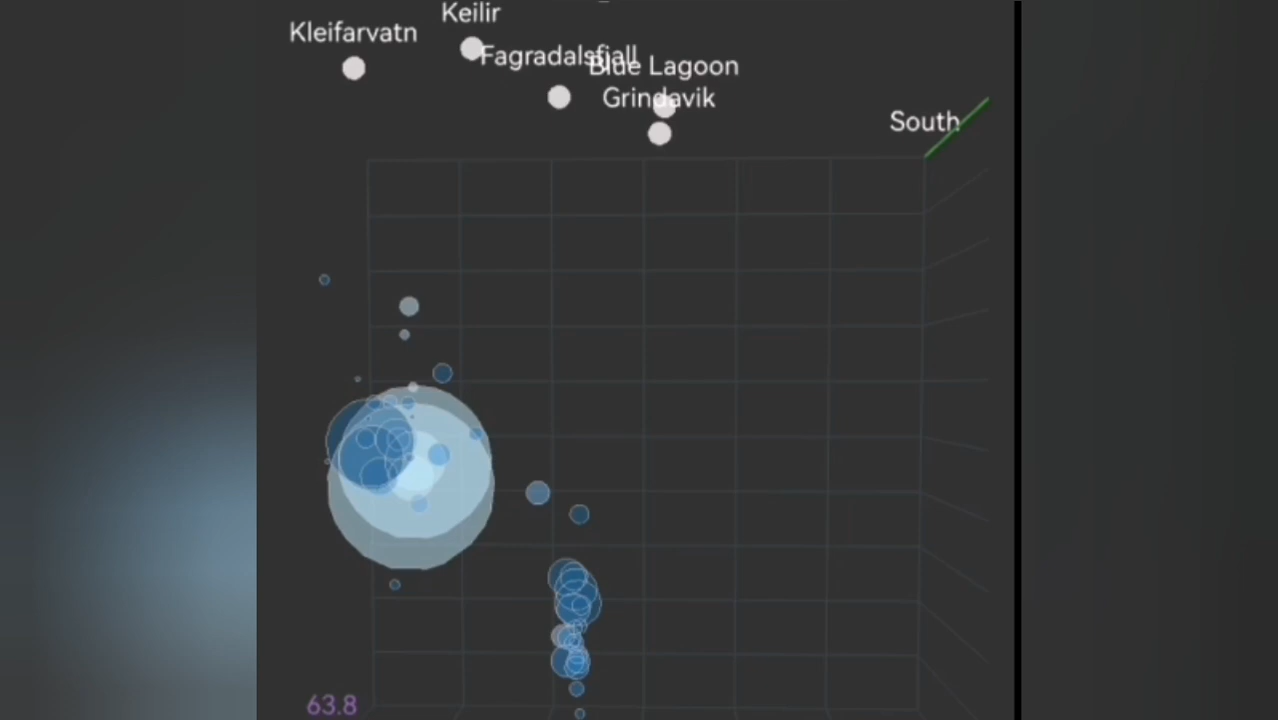 Keilir
Kleifarvatn
Fagradalsfjall
Blue Lagoon
Grindavik
South
63.8